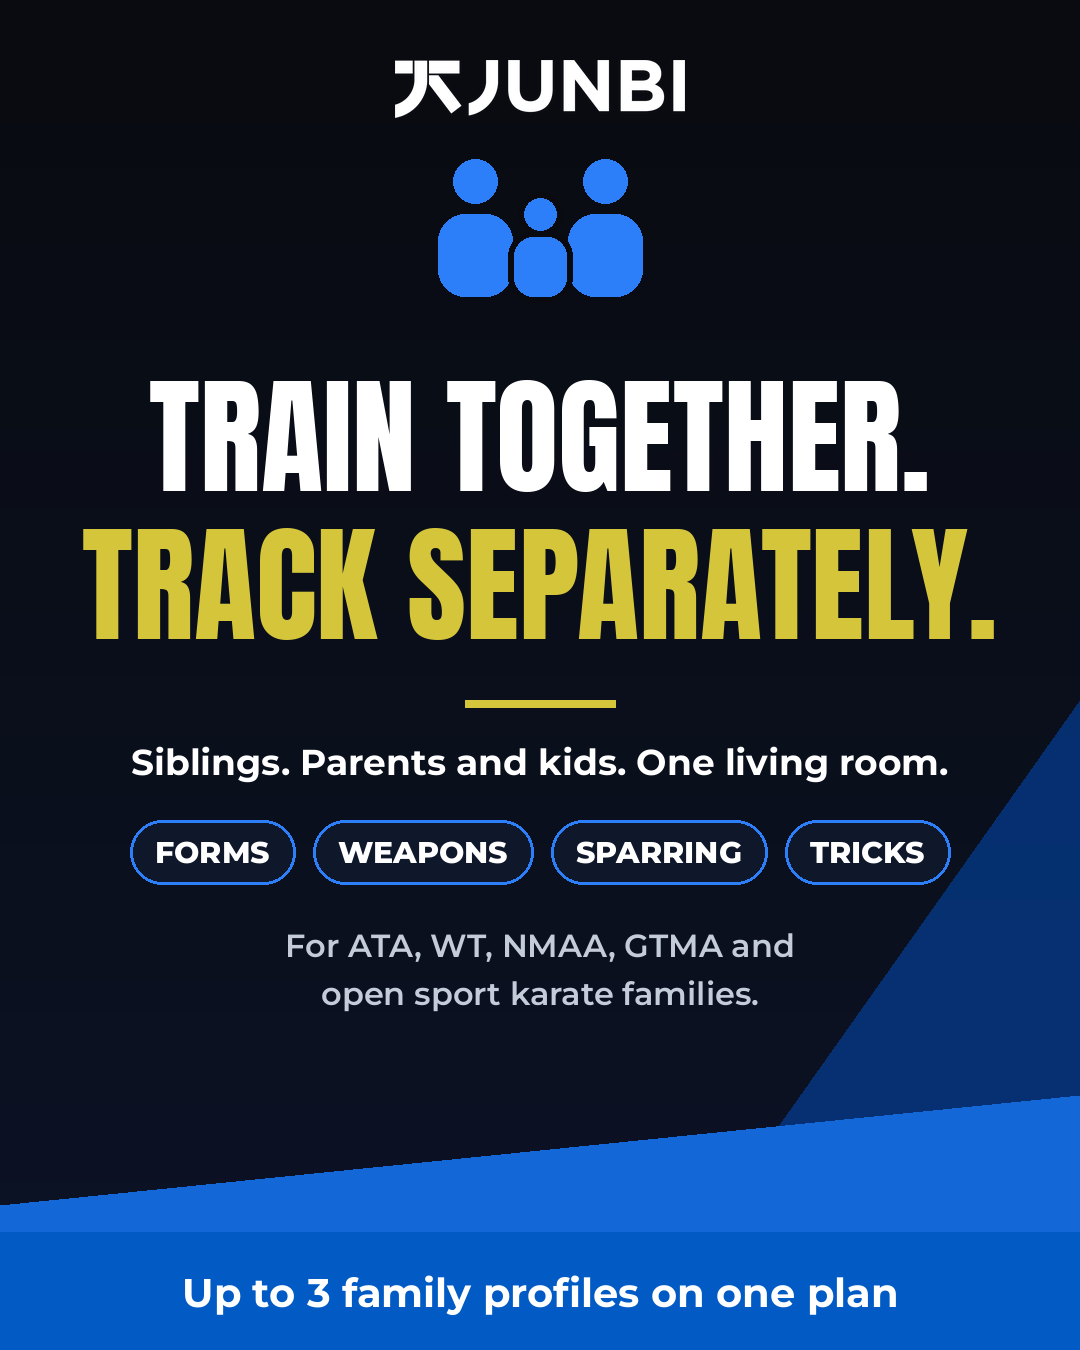 JUNBI
TRAIN TOGETHER.
TRACK SEPARATELY.
Siblings. Parents and kids. One living room.
FORMS WEAPONS SPARRING TRICKS
For ATA, WT, NMAA, GTMA and
open sport karate families.
Up to 3 family profiles on one plan